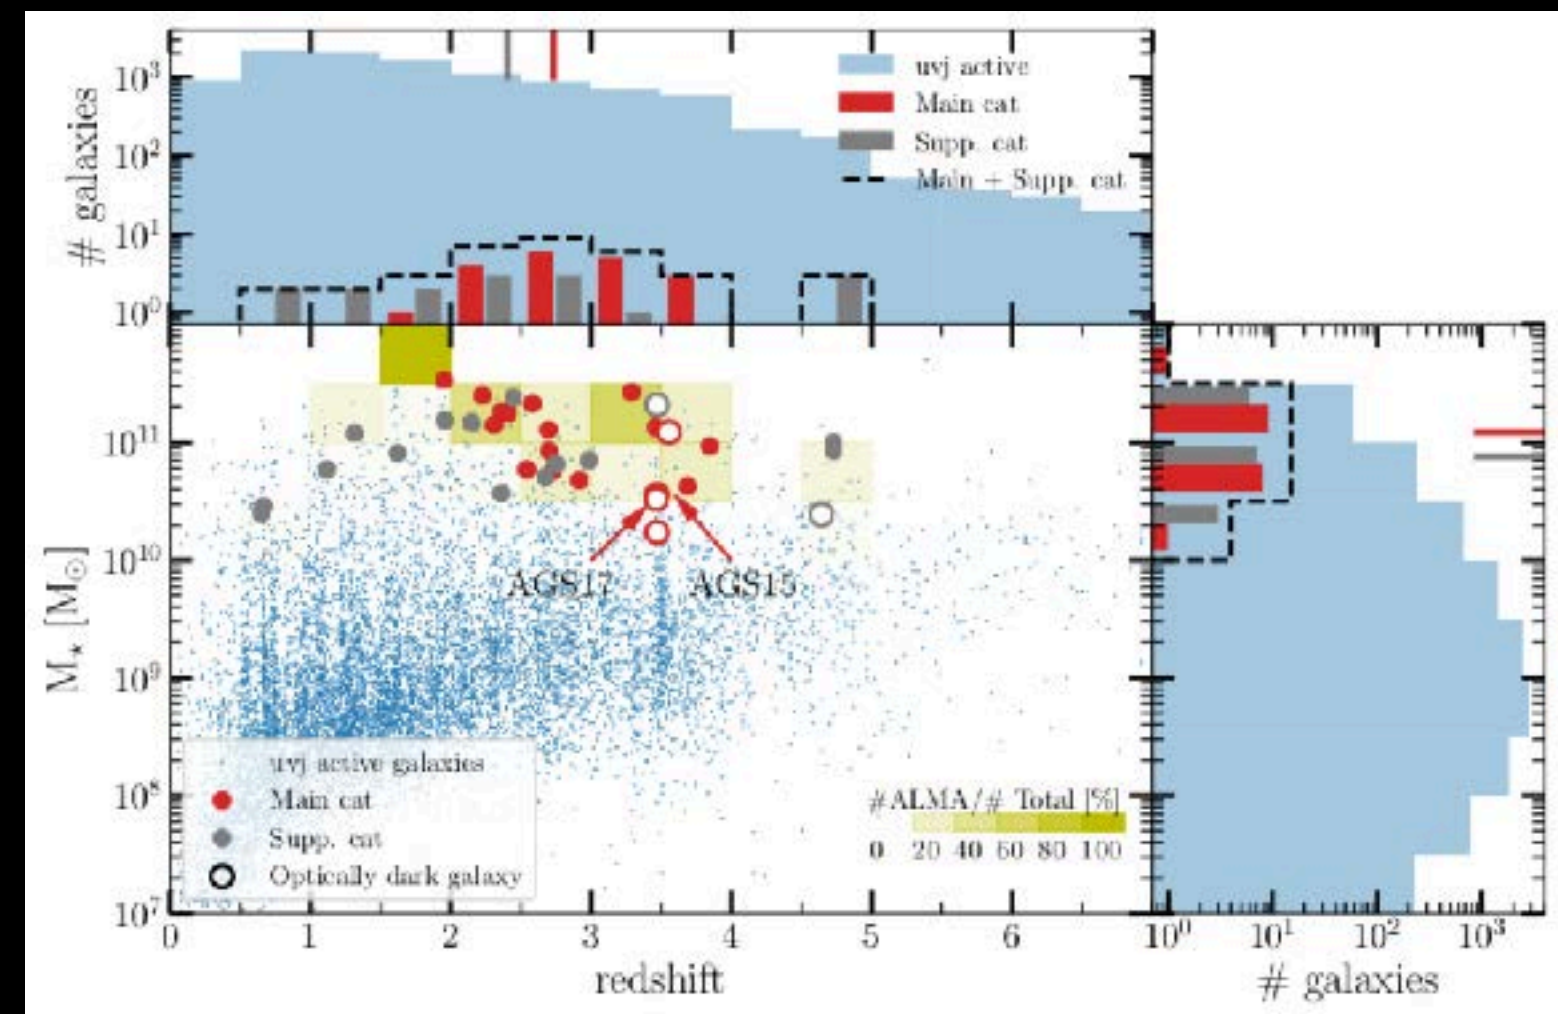 # galaxies
10³
10²
10¹
10⁰
uvj active
Main cat
Supp. cat
Main + Supp. cat
M⋆ [M⊙]
10¹¹
10¹⁰
10⁹
10⁸
10⁷
AGS17
AGS15
uvj active galaxies
Main cat
Supp. cat
Optically dark galaxy
#ALMA/# Total [%]
0 20 40 60 80 100
0 1 2 3 4 5 6
redshift
10⁰ 10¹ 10² 10³
# galaxies